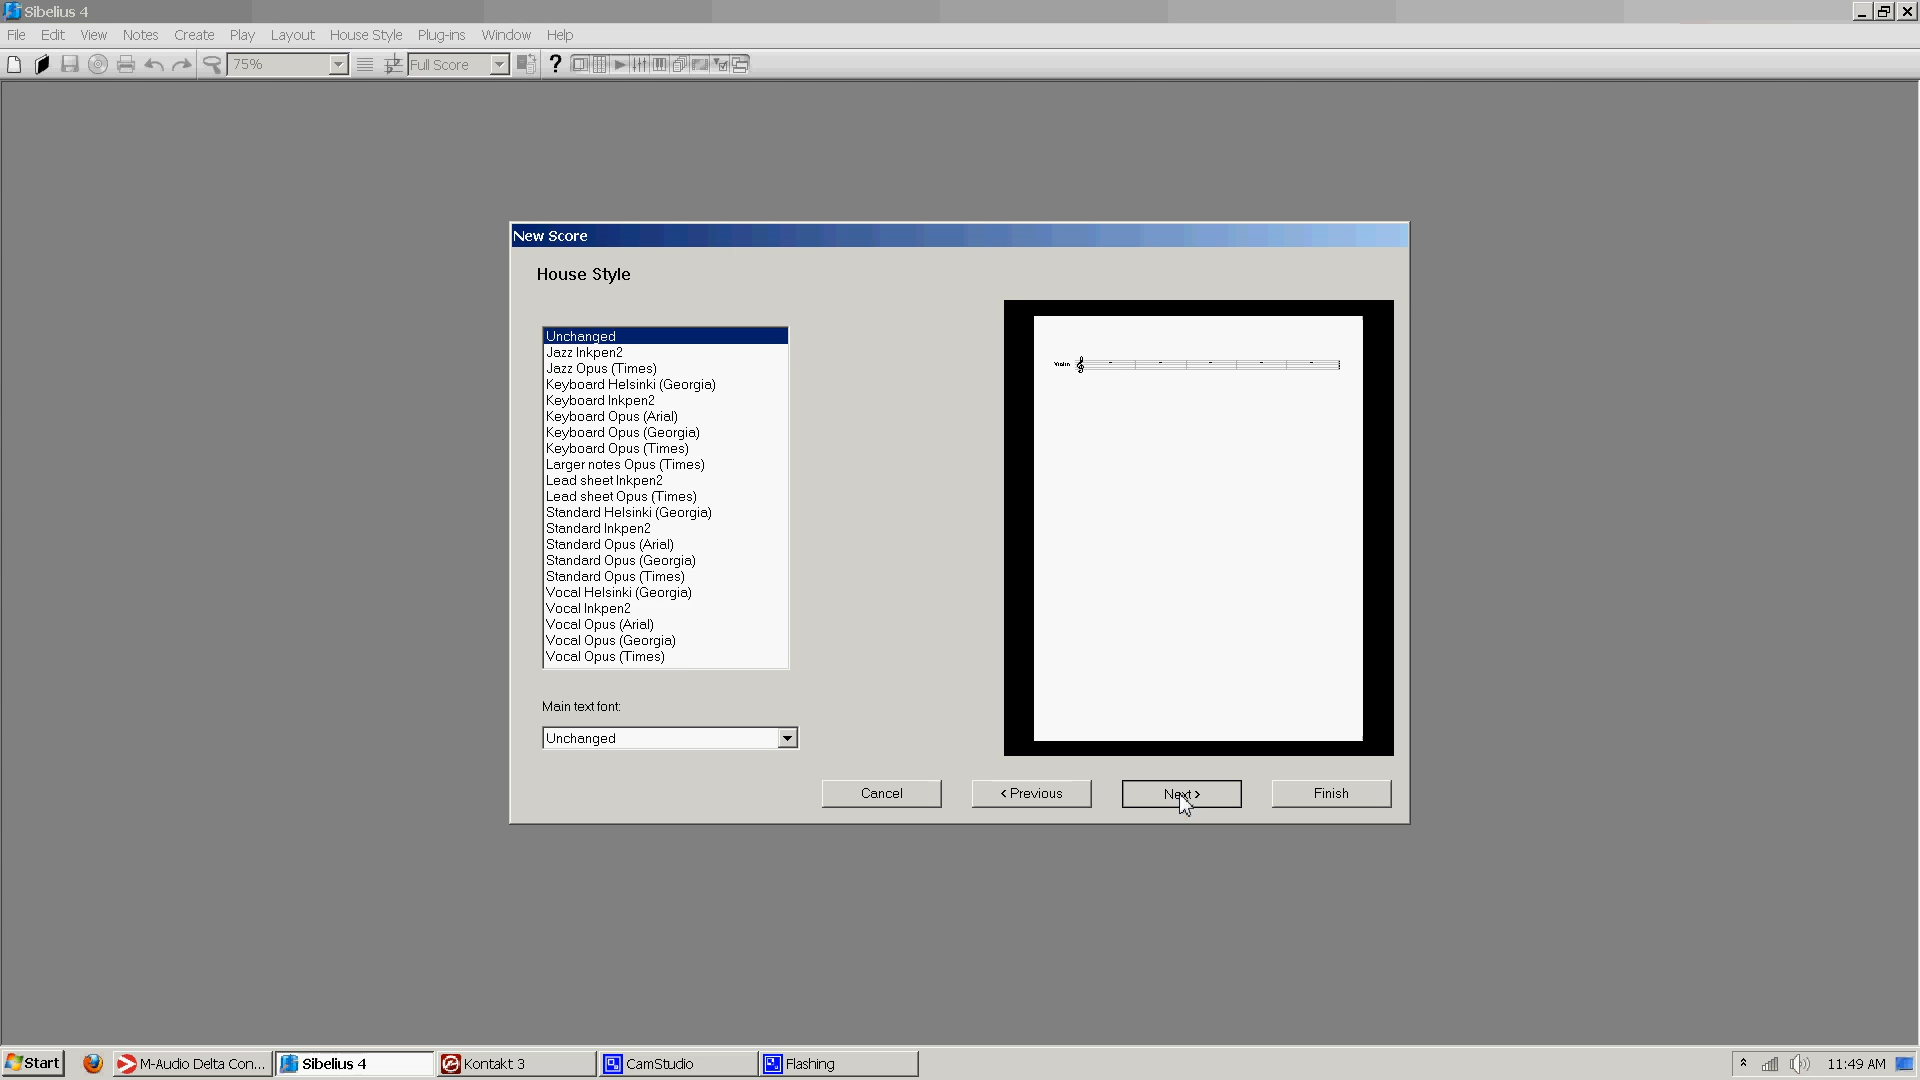 Sibelius 4
File Edit View Notes Create Play Layout House Style Plug-ins Window Help
75% Full Score ?
New Score
House Style
Unchanged
Jazz Inkpen2
Jazz Opus (Times)
Keyboard Helsinki (Georgia)
Keyboard Inkpen2
Keyboard Opus (Arial)
Keyboard Opus (Georgia)
Keyboard Opus (Times)
Larger notes Opus (Times)
Lead sheet Inkpen2
Lead sheet Opus (Times)
Standard Helsinki (Georgia)
Standard Inkpen2
Standard Opus (Arial)
Standard Opus (Georgia)
Standard Opus (Times)
Vocal Helsinki (Georgia)
Vocal Inkpen2
Vocal Opus (Arial)
Vocal Opus (Georgia)
Vocal Opus (Times)
Violin
Main text font:
Unchanged
Cancel < Previous Next > Finish
Start M-Audio Delta Con... Sibelius 4 Kontakt 3 CamStudio Flashing 11:49 AM